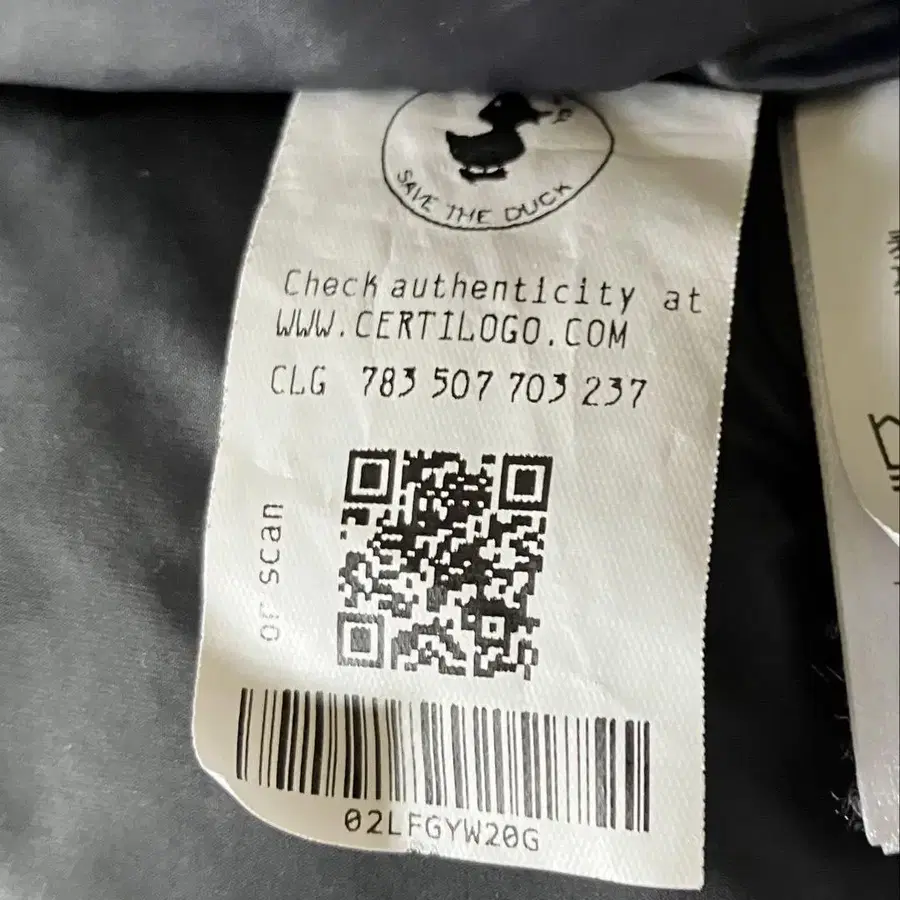 SAVE THE DUCK
Check authenticity at
WWW.CERTILOGO.COM
CLG 783 507 703 237
or scan
02LFGYW20G